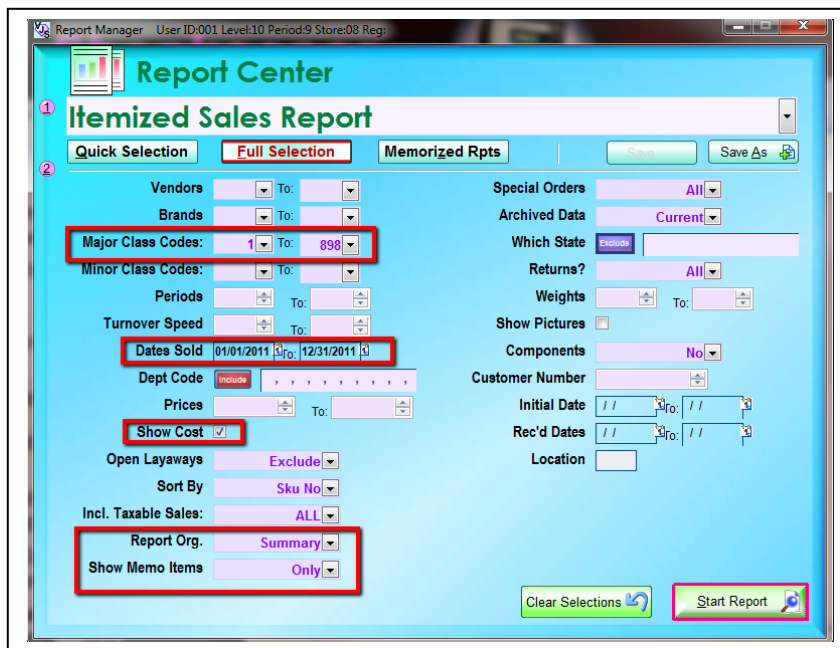 Report Manager User ID:001 Level:10 Period:9 Store:08 Reg:
Report Center
1
Itemized Sales Report
Quick Selection Full Selection Memorized Rpts Save Save As
2
Vendors To: Special Orders All
Brands To: Archived Data Current
Major Class Codes: 1 To: 898 Which State Exclude
Minor Class Codes: To: Returns? All
Periods To: Weights To:
Turnover Speed To: Show Pictures
Dates Sold 01/01/2011 To: 12/31/2011 Components No
Dept Code Include , , , , , , , , , Customer Number
Prices To: Initial Date / / To: / /
Show Cost Rec'd Dates / / To: / /
Open Layaways Exclude Location
Sort By Sku No
Incl. Taxable Sales: ALL
Report Org. Summary
Show Memo Items Only
Clear Selections Start Report